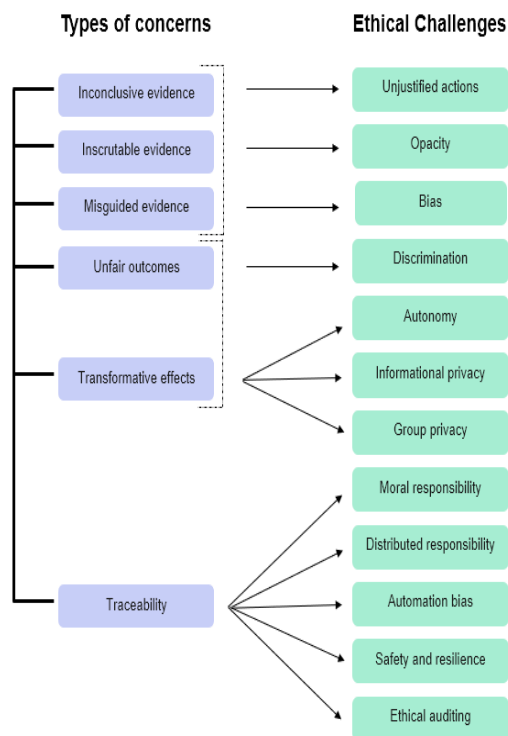 Types of concerns
Ethical Challenges
Inconclusive evidence
Unjustified actions
Inscrutable evidence
Opacity
Misguided evidence
Bias
Unfair outcomes
Discrimination
Autonomy
Transformative effects
Informational privacy
Group privacy
Moral responsibility
Distributed responsibility
Traceability
Automation bias
Safety and resilience
Ethical auditing